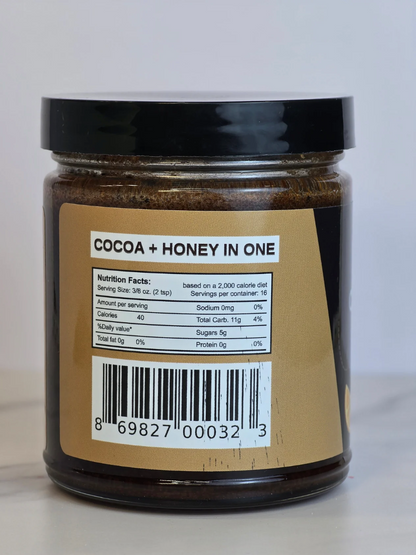 COCOA + HONEY IN ONE
Nutrition Facts: based on a 2,000 calorie diet
Serving Size: 3/8 oz. (2 tsp) Servings per container: 16
Amount per serving Sodium 0mg 0%
Calories 40 Total Carb. 11g 4%
%Daily value* Sugars 5g
Total fat 0g 0% Protein 0g 0%
8 69827 00032 3